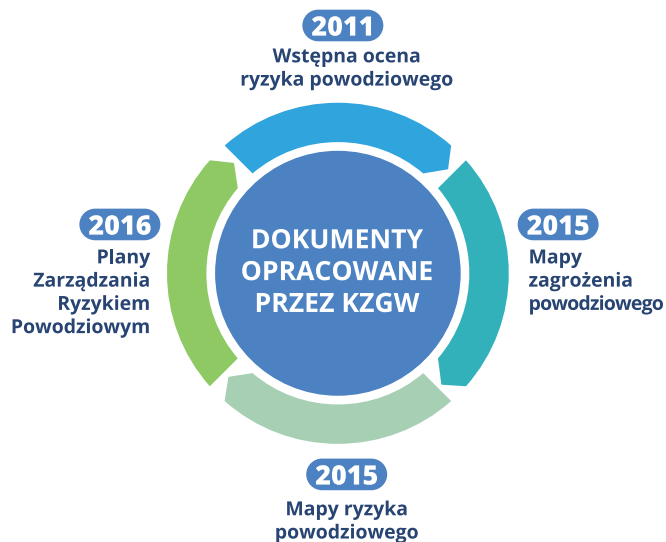 2011
Wstępna ocena
ryzyka powodziowego
2016
Plany
Zarządzania
Ryzykiem
Powodziowym
DOKUMENTY
OPRACOWANE
PRZEZ KZGW
2015
Mapy
zagrożenia
powodziowego
2015
Mapy ryzyka
powodziowego